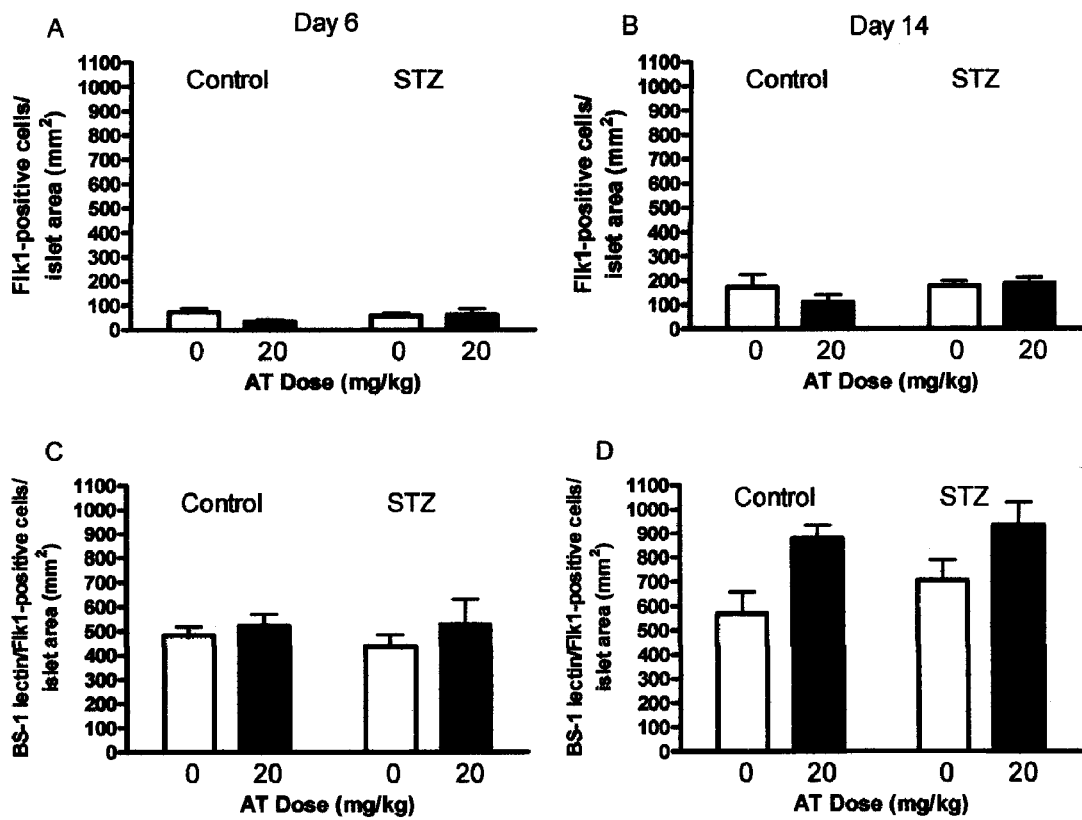 A
Day 6
B
Day 14
Flk1-positive cells/
islet area (mm²)
1100
1000
900
800
700
600
500
400
300
200
100
0
Control
STZ
0
20
0
20
AT Dose (mg/kg)
Flk1-positive cells/
islet area (mm²)
1100
1000
900
800
700
600
500
400
300
200
100
0
Control
STZ
0
20
0
20
AT Dose (mg/kg)
C
BS-1 lectin/Flk1-positive cells/
islet area (mm²)
1100
1000
900
800
700
600
500
400
300
200
100
0
Control
STZ
0
20
0
20
AT Dose (mg/kg)
D
BS-1 lectin/Flk1-positive cells/
islet area (mm²)
1100
1000
900
800
700
600
500
400
300
200
100
0
Control
STZ
0
20
0
20
AT Dose (mg/kg)